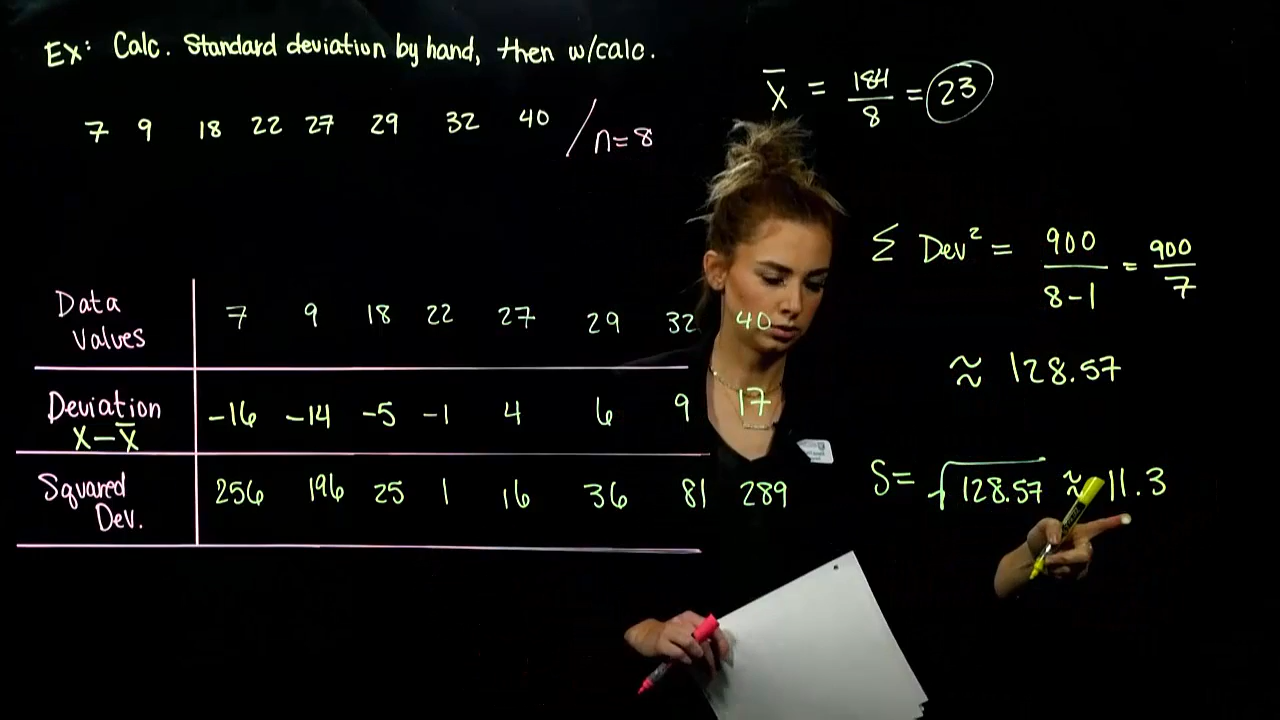 Ex: Calc. Standard deviation by hand, then w/calc.
7 9 18 22 27 29 32 40 / n=8
x̄ = 184/8 = 23
Σ Dev² = 900/8-1 = 900/7
≈ 128.57
S = √128.57 ≈ 11.3
Data Values 7 9 18 22 27 29 32 40
Deviation x-x̄ -16 -14 -5 -1 4 6 9 17
Squared Dev. 256 196 25 1 16 36 81 289